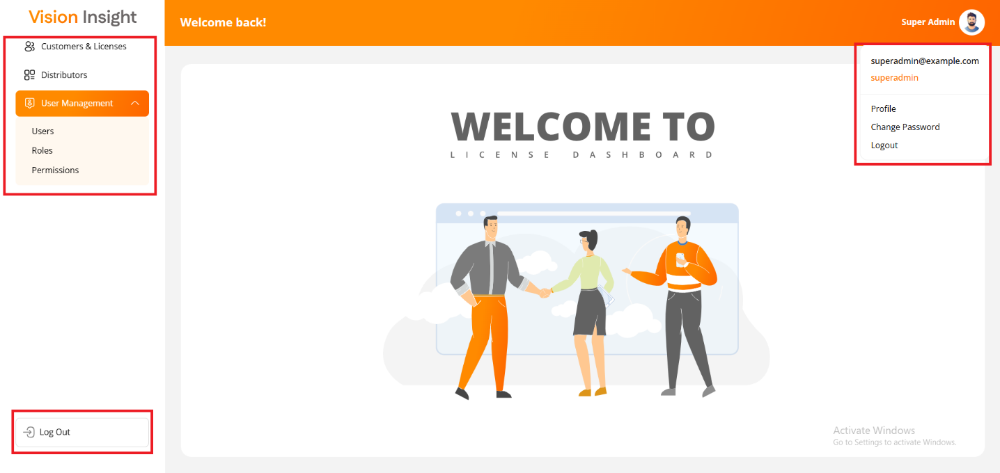 Vision Insight
Customers & Licenses
Distributors
User Management
Users
Roles
Permissions
Log Out
Welcome back!
Super Admin
superadmin@example.com
superadmin
Profile
Change Password
Logout
WELCOME TO
LICENSE DASHBOARD
Activate Windows
Go to Settings to activate Windows.